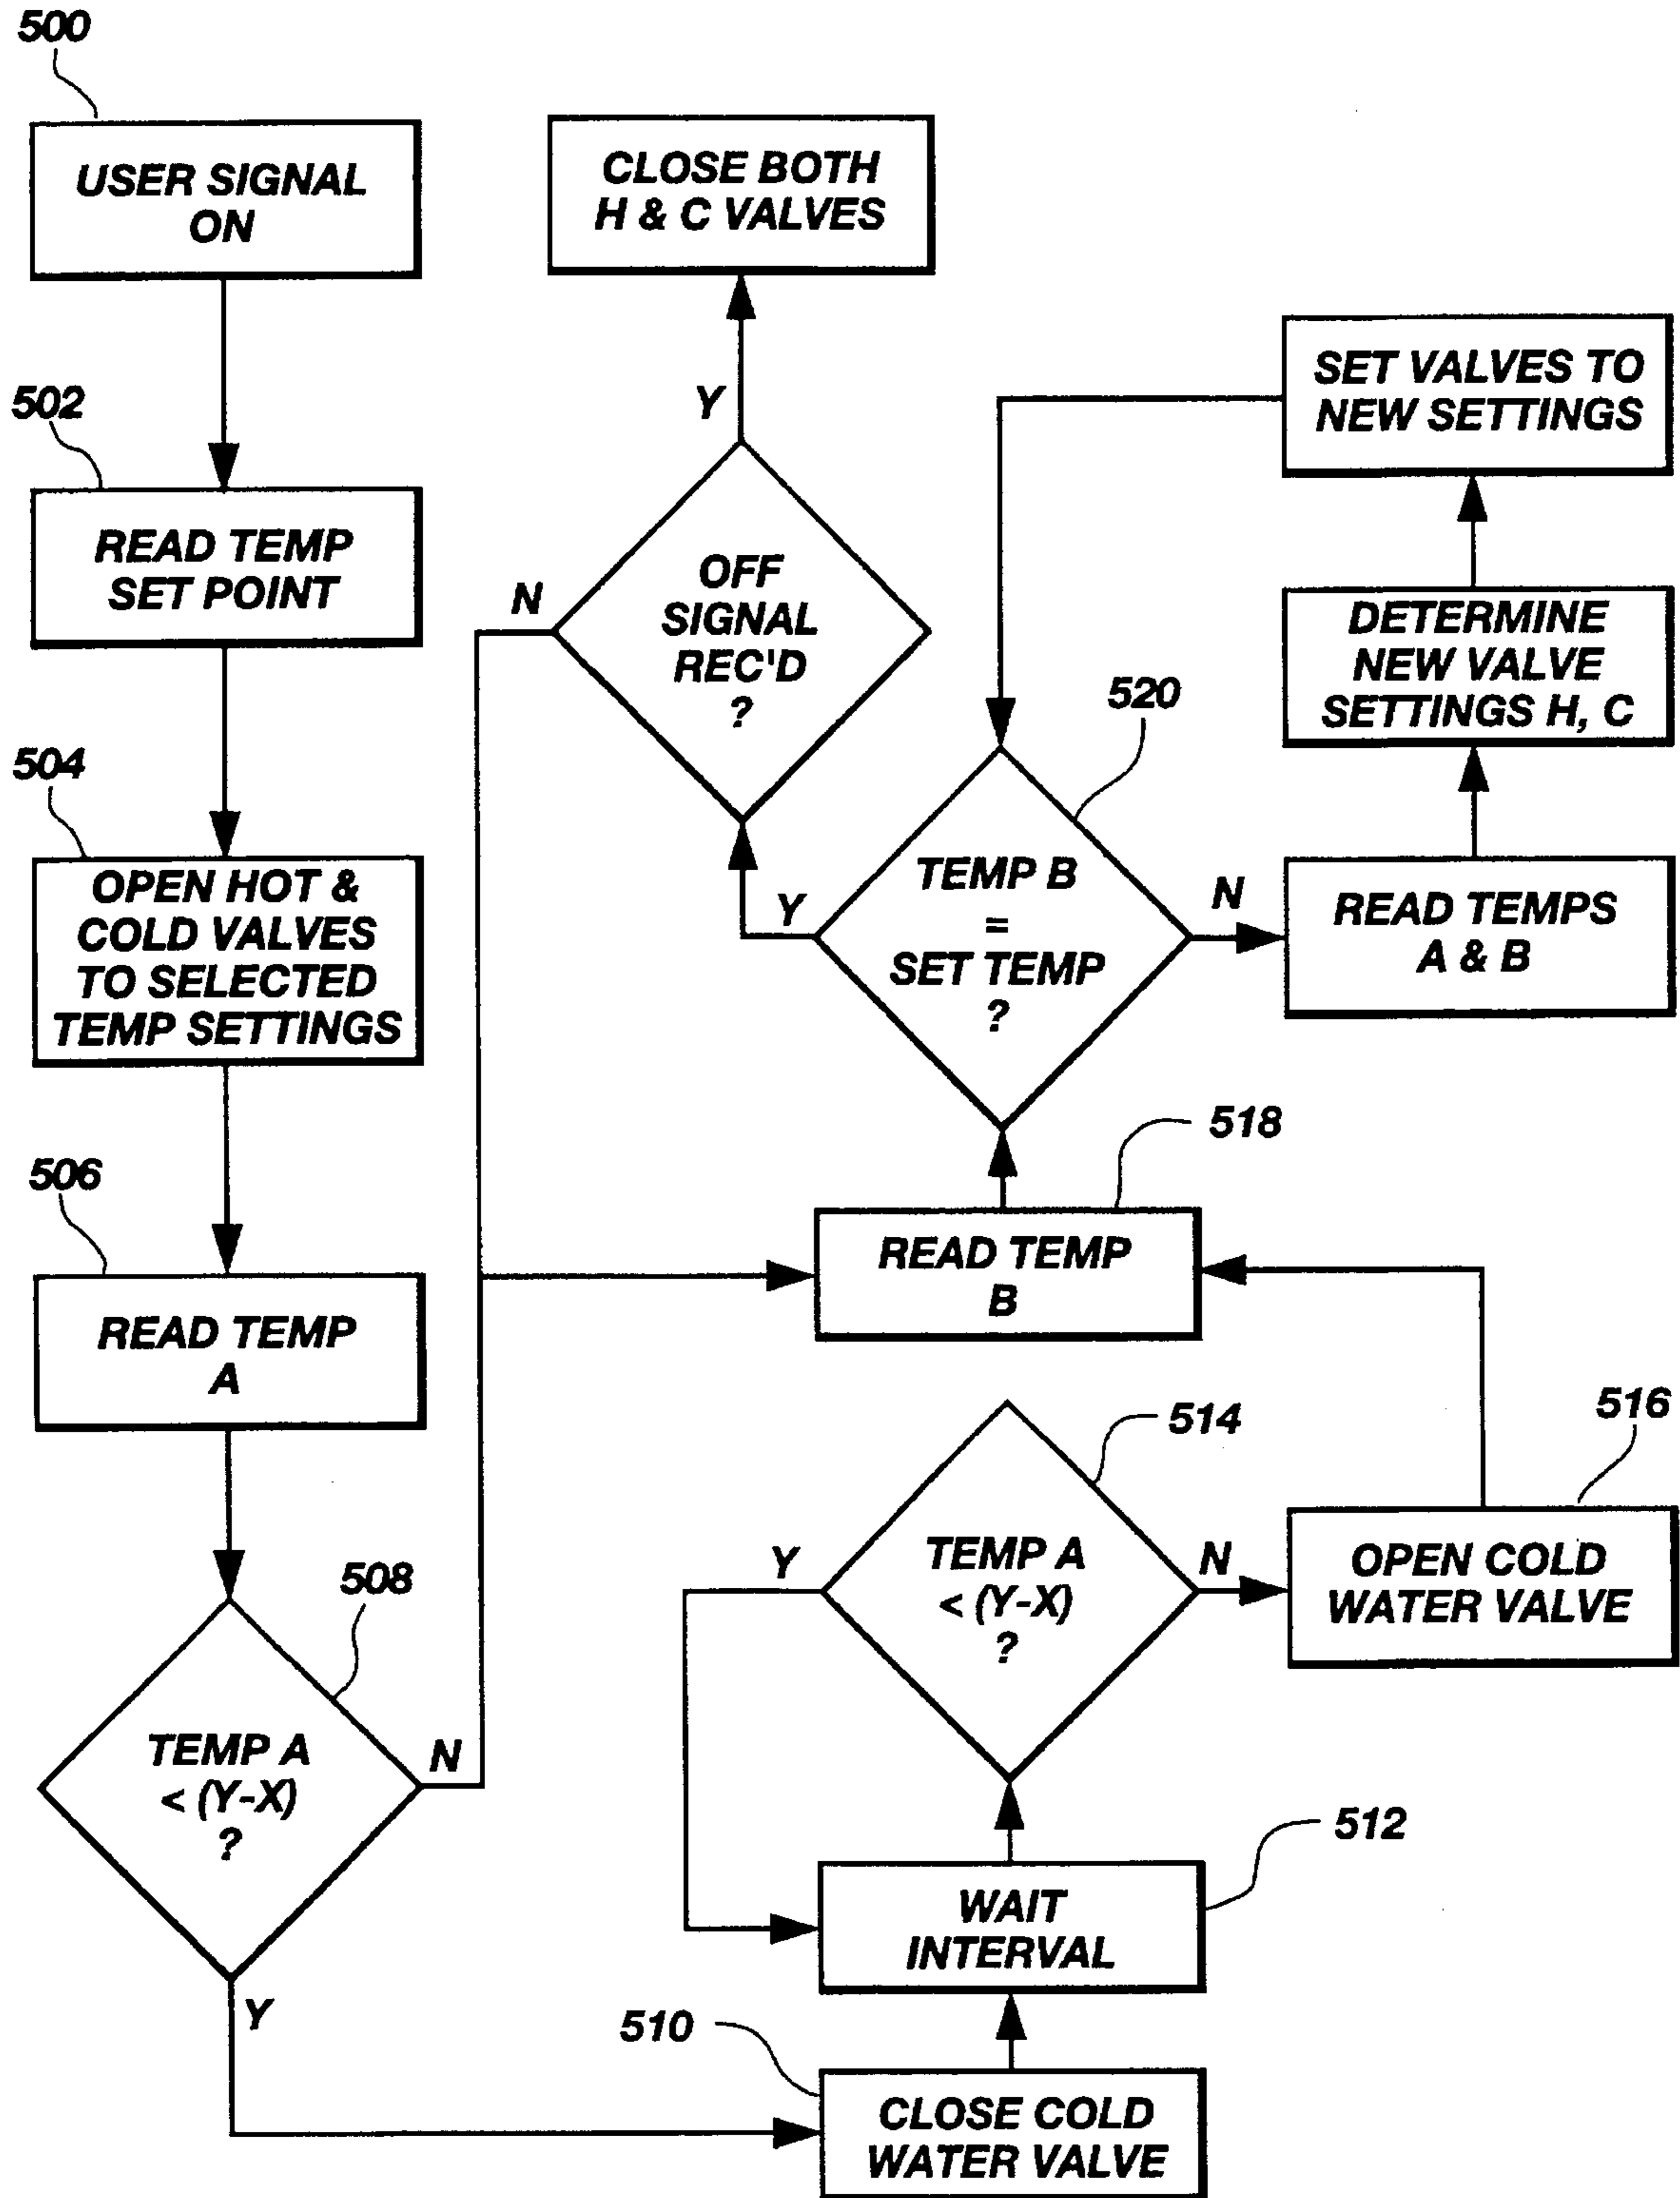 500
USER SIGNAL
ON
502
READ TEMP
SET POINT
504
OPEN HOT &
COLD VALVES
TO SELECTED
TEMP SETTINGS
506
READ TEMP
A
508
TEMP A
< (Y-X)
?
N
Y
CLOSE BOTH
H & C VALVES
Y
OFF
SIGNAL
REC'D
?
N
SET VALVES TO
NEW SETTINGS
DETERMINE
NEW VALVE
SETTINGS H, C
520
TEMP B
=
SET TEMP
?
Y
N
READ TEMPS
A & B
518
READ TEMP
B
514
TEMP A
< (Y-X)
?
Y
N
516
OPEN COLD
WATER VALVE
512
WAIT
INTERVAL
510
CLOSE COLD
WATER VALVE